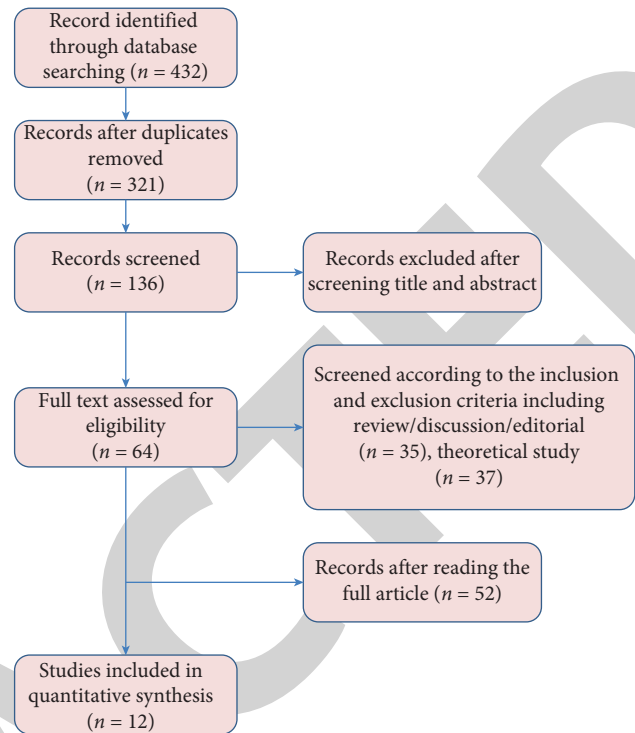 Record identified
through database
searching (n = 432)
Records after duplicates
removed
(n = 321)
Records screened
(n = 136)
Records excluded after
screening title and abstract
Full text assessed for
eligibility
(n = 64)
Screened according to the inclusion
and exclusion criteria including
review/discussion/editorial
(n = 35), theoretical study
(n = 37)
Records after reading the
full article (n = 52)
Studies included in
quantitative synthesis
(n = 12)